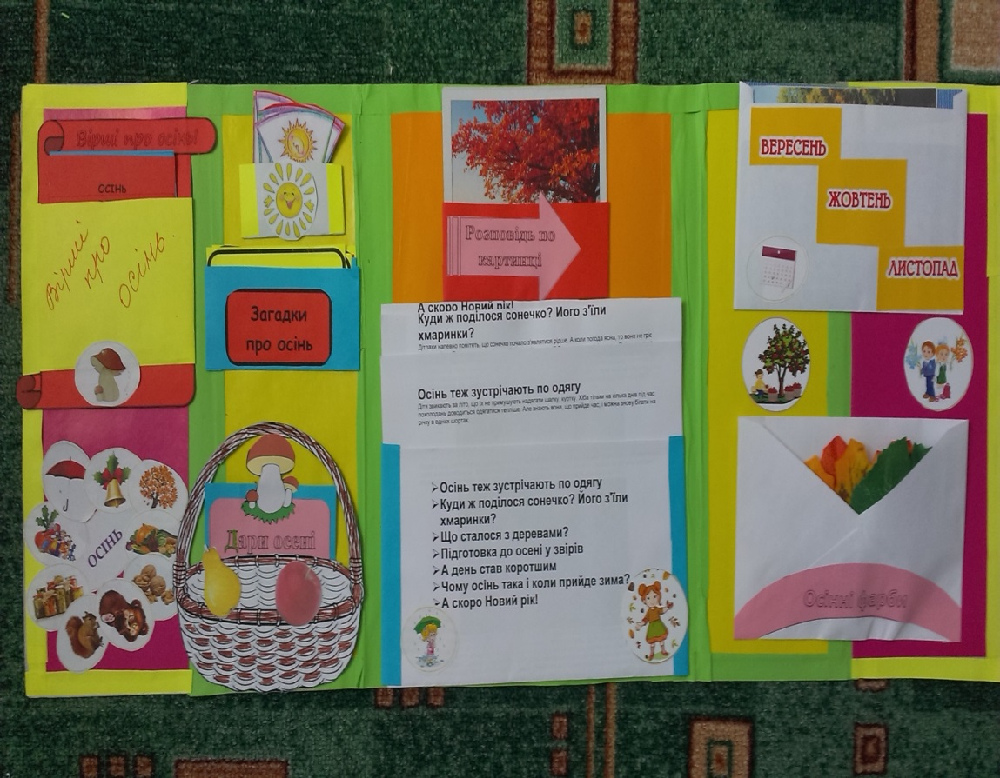 Вірші про осінь!
осінь
Вірші
про
осінь.
ОСІНЬ
Загадки
про осінь
Дари осені
Розповідь по
картинці
А скоро Новий рік!
Куди ж поділося сонечко? Його з'їли
хмаринки?
Дітлахи напевно помітять, що сонечко почало з'являтися рідше. А коли погода ясна, то воно не гріє
Осінь теж зустрічають по одягу
Діти звикають за літо, що їх не примушують надягати шапку, куртку. Хіба тільки на кілька днів під час
похолодань доводиться одягатися тепліше. Але знають вони, що прийде час, і можна знову бігати на
річку в одних шортах.
➢Осінь теж зустрічають по одягу
➢Куди ж поділося сонечко? Його з'їли
хмаринки?
➢Що сталося з деревами?
➢Підготовка до осені у звірів
➢А день став коротшим
➢Чому осінь така і коли прийде зима?
➢А скоро Новий рік!
ВЕРЕСЕНЬ
ЖОВТЕНЬ
ЛИСТОПАД
Осінні фарби